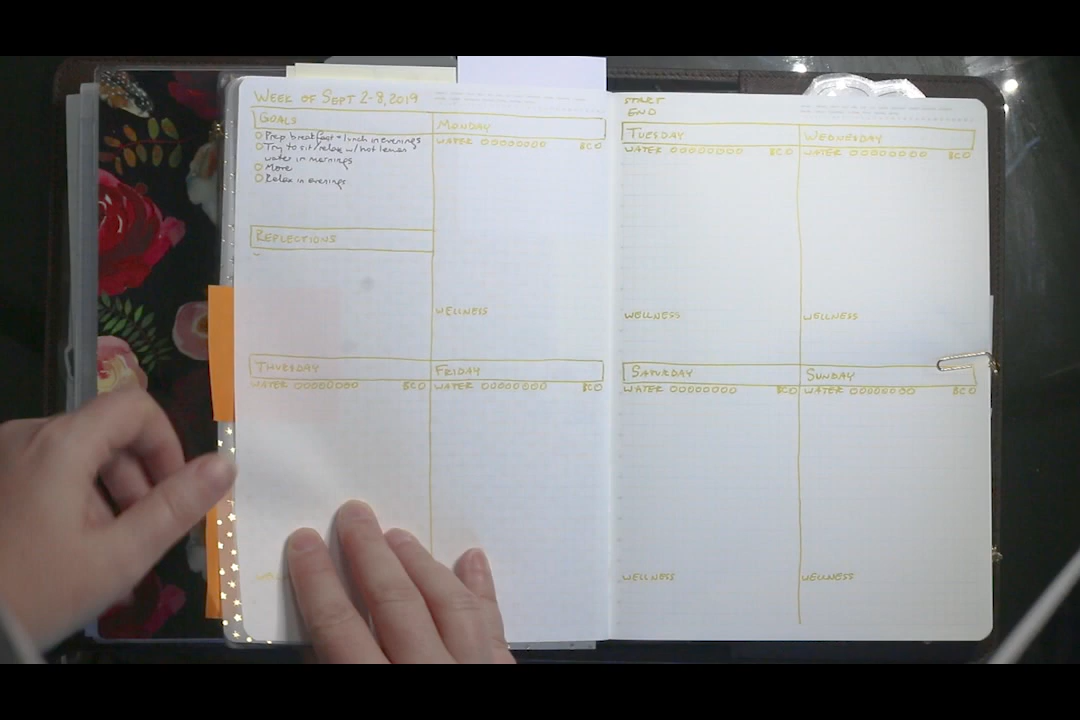 WEEK OF SEPT 2-8, 2019
GOALS
Prep breakfast + lunch in evenings
Try to sit/relax w/ hot lemon
water in mornings
Move
Relax in evenings
REFLECTIONS
MONDAY
WATER
BCO
WELLNESS
START
END
TUESDAY
WATER
BCO
WELLNESS
WEDNESDAY
WATER
BCO
WELLNESS
THURSDAY
WATER
BCO
FRIDAY
WATER
BCO
SATURDAY
WATER
BCO
WELLNESS
SUNDAY
WATER
BCO
WELLNESS